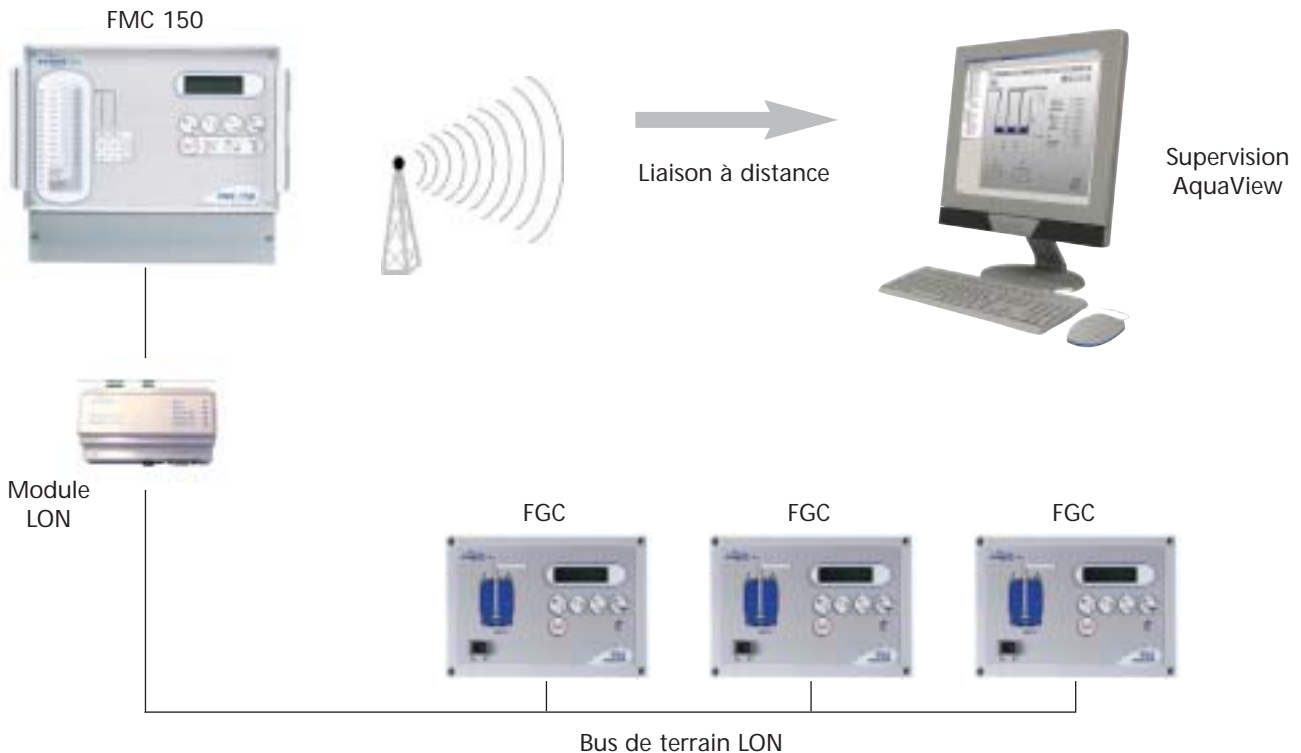 FMC 150
Liaison à distance
Supervision
AquaView
Module
LON
FGC
FGC
FGC
Bus de terrain LON